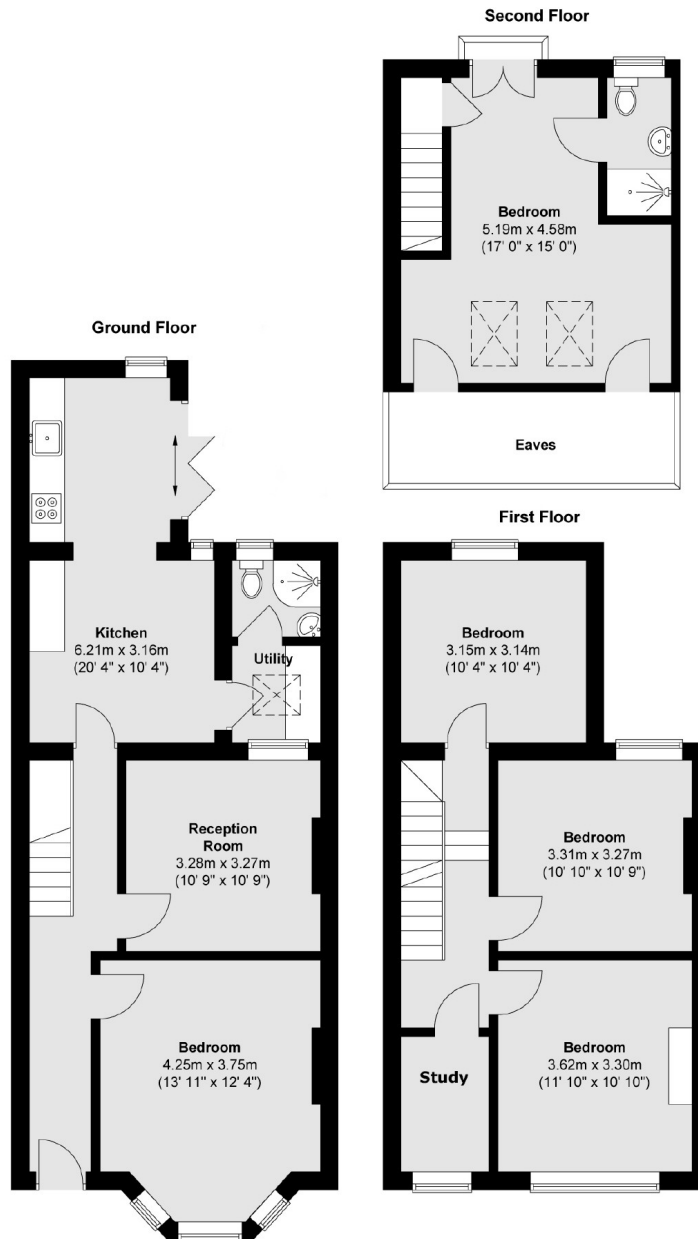 Second Floor
Bedroom
5.19m x 4.58m
(17' 0" x 15' 0")
Eaves
Ground Floor
Kitchen
6.21m x 3.16m
(20' 4" x 10' 4")
Utility
Reception
Room
3.28m x 3.27m
(10' 9" x 10' 9")
Bedroom
4.25m x 3.75m
(13' 11" x 12' 4")
First Floor
Bedroom
3.15m x 3.14m
(10' 4" x 10' 4")
Bedroom
3.31m x 3.27m
(10' 10" x 10' 9")
Bedroom
3.62m x 3.30m
(11' 10" x 10' 10")
Study